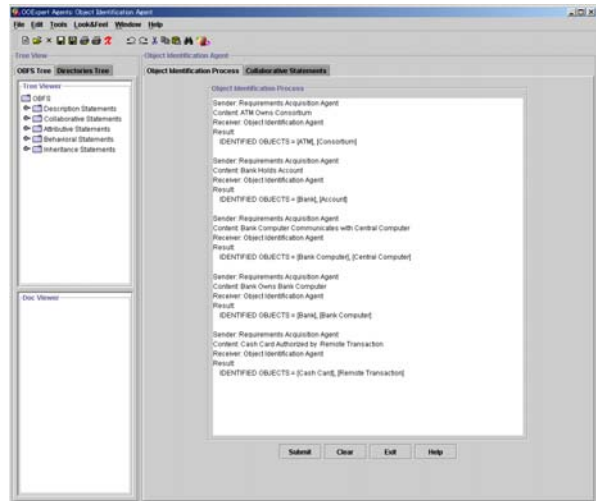 OOExpert Agents: Object Identification Agent
File Edit Tools Look&Feel Window Help
Tree View
OBFS Tree Directories Tree
Tree Viewer
OBFS
Description Statements
Collaborative Statements
Attributive Statements
Behavioral Statements
Inheritance Statements
Doc Viewer
Object Identification Agent
Object Identification Process Collaborative Statements
Object Identification Process
Sender: Requirements Acquisition Agent
Content: ATM Owns Consortium
Receiver: Object Identification Agent
Result:
IDENTIFIED OBJECTS = [ATM], [Consortium]
Sender: Requirements Acquisition Agent
Content: Bank Holds Account
Receiver: Object Identification Agent
Result:
IDENTIFIED OBJECTS = [Bank], [Account]
Sender: Requirements Acquisition Agent
Content: Bank Computer Communicates with Central Computer
Receiver: Object Identification Agent
Result:
IDENTIFIED OBJECTS = [Bank Computer], [Central Computer]
Sender: Requirements Acquisition Agent
Content: Bank Owns Bank Computer
Receiver: Object Identification Agent
Result:
IDENTIFIED OBJECTS = [Bank], [Bank Computer]
Sender: Requirements Acquisition Agent
Content: Cash Card Authorized by Remote Transaction
Receiver: Object Identification Agent
Result:
IDENTIFIED OBJECTS = [Cash Card], [Remote Transaction]
Submit Clear Exit Help